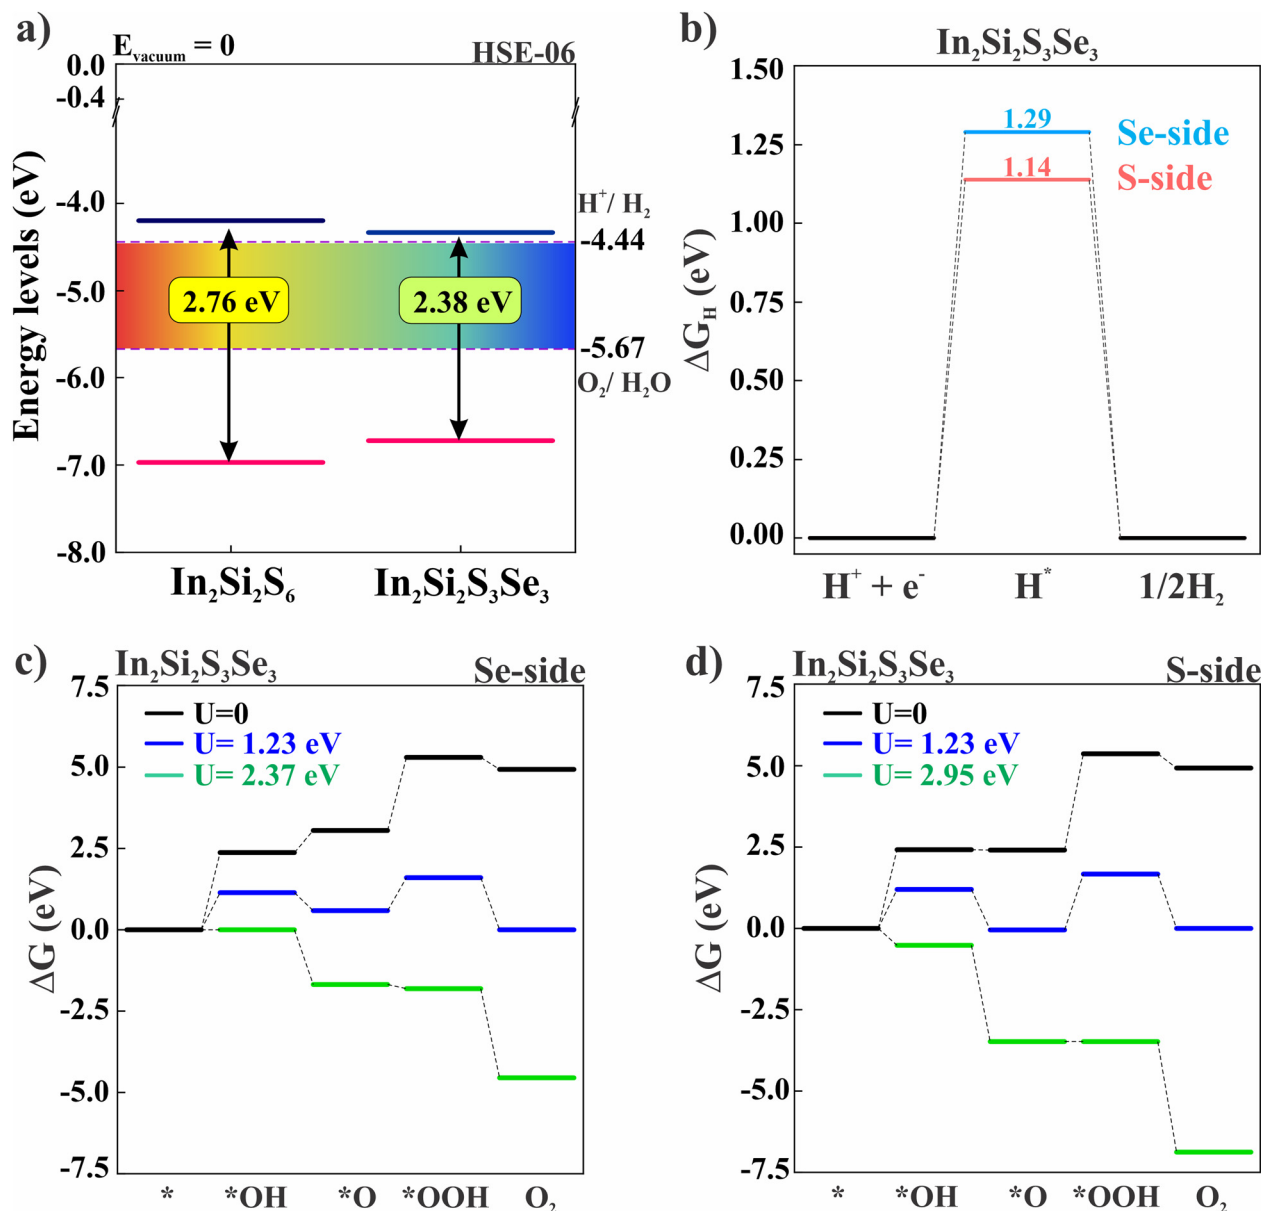 a)
E_vacuum = 0
HSE-06
0.0
-0.4
-4.0
-5.0
-6.0
-7.0
-8.0
Energy levels (eV)
H⁺/ H₂
-4.44
2.76 eV
2.38 eV
-5.67
O₂/ H₂O
In₂Si₂S₆
In₂Si₂S₃Se₃
b)
In₂Si₂S₃Se₃
1.50
1.25
1.00
0.75
0.50
0.25
0.00
ΔG_H (eV)
1.29
Se-side
1.14
S-side
H⁺ + e⁻
H*
1/2H₂
c)
In₂Si₂S₃Se₃
Se-side
7.5
5.0
2.5
0.0
-2.5
-5.0
-7.5
ΔG (eV)
U=0
U= 1.23 eV
U= 2.37 eV
*
*OH
*O
*OOH
O₂
d)
In₂Si₂S₃Se₃
S-side
7.5
5.0
2.5
0.0
-2.5
-5.0
-7.5
ΔG (eV)
U=0
U= 1.23 eV
U= 2.95 eV
*
*OH
*O
*OOH
O₂